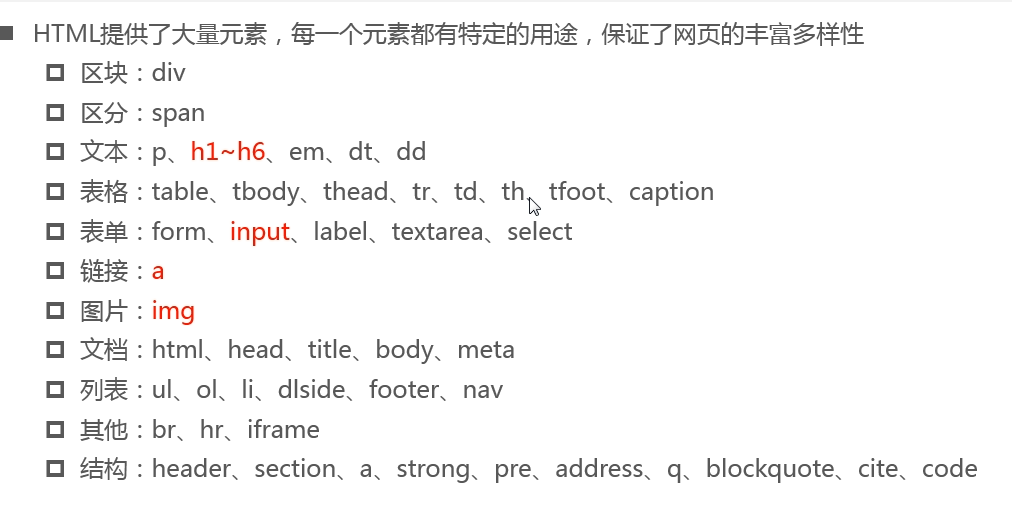 HTML提供了大量元素，每一个元素都有特定的用途，保证了网页的丰富多样性
区块：div
区分：span
文本：p、h1~h6、em、dt、dd
表格：table、tbody、thead、tr、td、th、tfoot、caption
表单：form、input、label、textarea、select
链接：a
图片：img
文档：html、head、title、body、meta
列表：ul、ol、li、dlside、footer、nav
其他：br、hr、iframe
结构：header、section、a、strong、pre、address、q、blockquote、cite、code